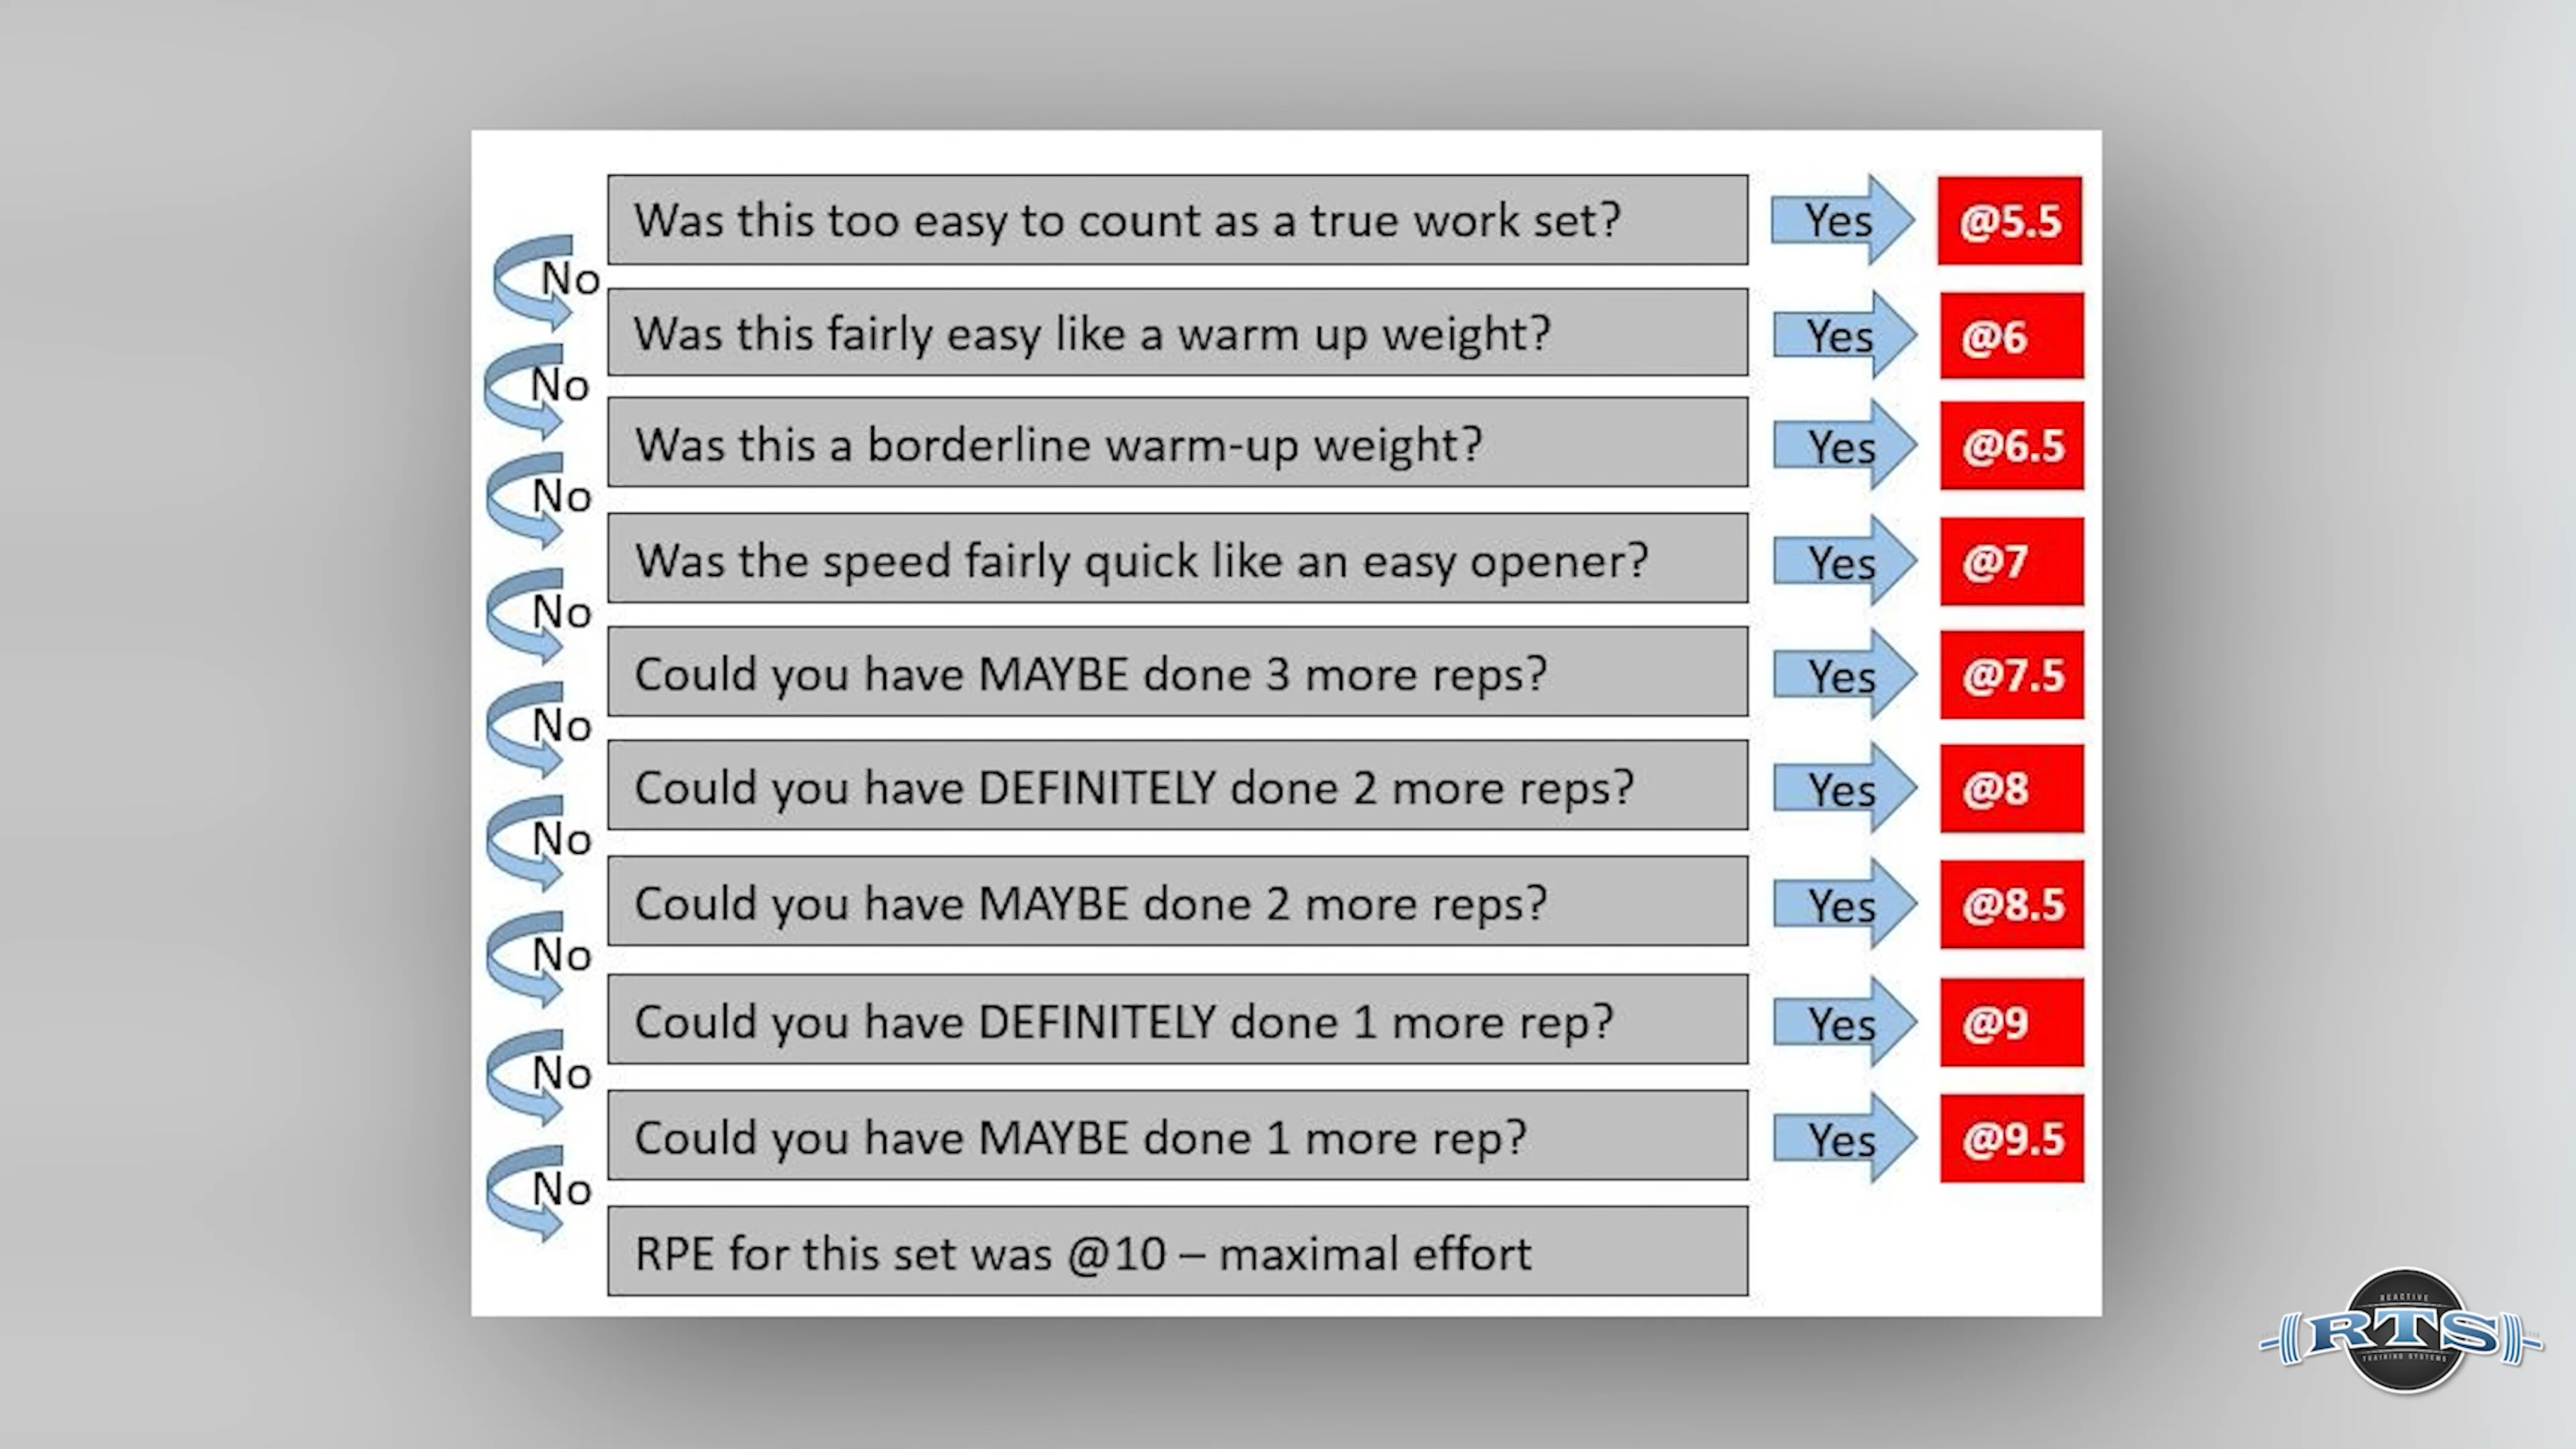 Was this too easy to count as a true work set? Yes @5.5
No
Was this fairly easy like a warm up weight? Yes @6
No
Was this a borderline warm-up weight? Yes @6.5
No
Was the speed fairly quick like an easy opener? Yes @7
No
Could you have MAYBE done 3 more reps? Yes @7.5
No
Could you have DEFINITELY done 2 more reps? Yes @8
No
Could you have MAYBE done 2 more reps? Yes @8.5
No
Could you have DEFINITELY done 1 more rep? Yes @9
No
Could you have MAYBE done 1 more rep? Yes @9.5
No
RPE for this set was @10 – maximal effort
REACTIVE
RTS
TRAINING SYSTEMS